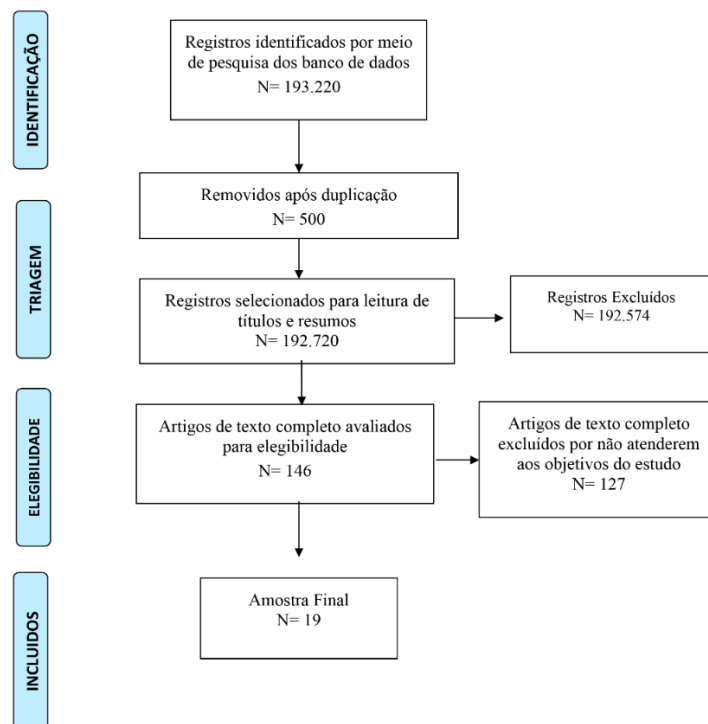 IDENTIFICAÇÃO
Registros identificados por meio
de pesquisa dos banco de dados
N= 193.220
Removidos após duplicação
N= 500
TRIAGEM
Registros selecionados para leitura de
títulos e resumos
N= 192.720
Registros Excluídos
N= 192.574
ELEGIBILIDADE
Artigos de texto completo avaliados
para elegibilidade
N= 146
Artigos de texto completo
excluídos por não atenderem
aos objetivos do estudo
N= 127
INCLUIDOS
Amostra Final
N= 19